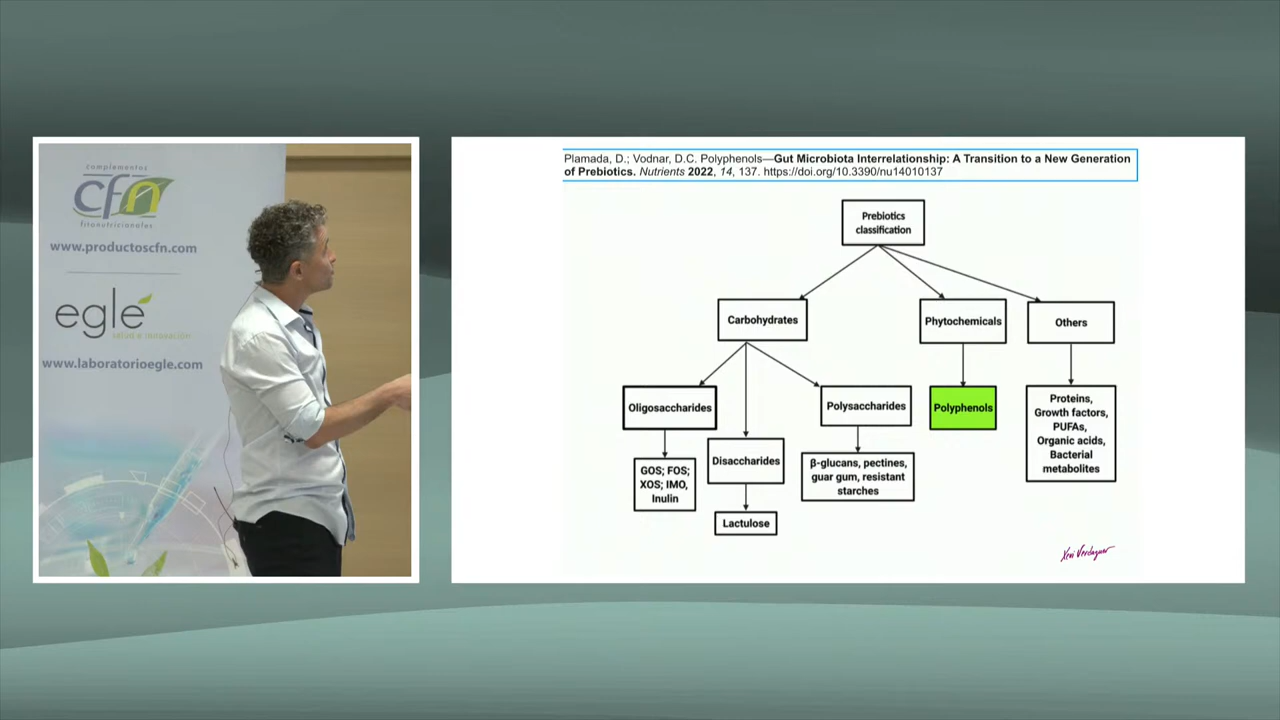 complementos
cfn
fitonutricionales
www.productoscfn.com
eglé
www.laboratorioegle.com
Plamada, D.; Vodnar, D.C. Polyphenols—Gut Microbiota Interrelationship: A Transition to a New Generation
of Prebiotics. Nutrients 2022, 14, 137. https://doi.org/10.3390/nu14010137
Prebiotics
classification
Carbohydrates
Phytochemicals
Others
Oligosaccharides
Disaccharides
Polysaccharides
Polyphenols
Proteins,
Growth factors,
PUFAs,
Organic acids,
Bacterial
metabolites
GOS; FOS;
XOS; IMO,
Inulin
Lactulose
β-glucans, pectines,
guar gum, resistant
starches
Xevi Verdaguer